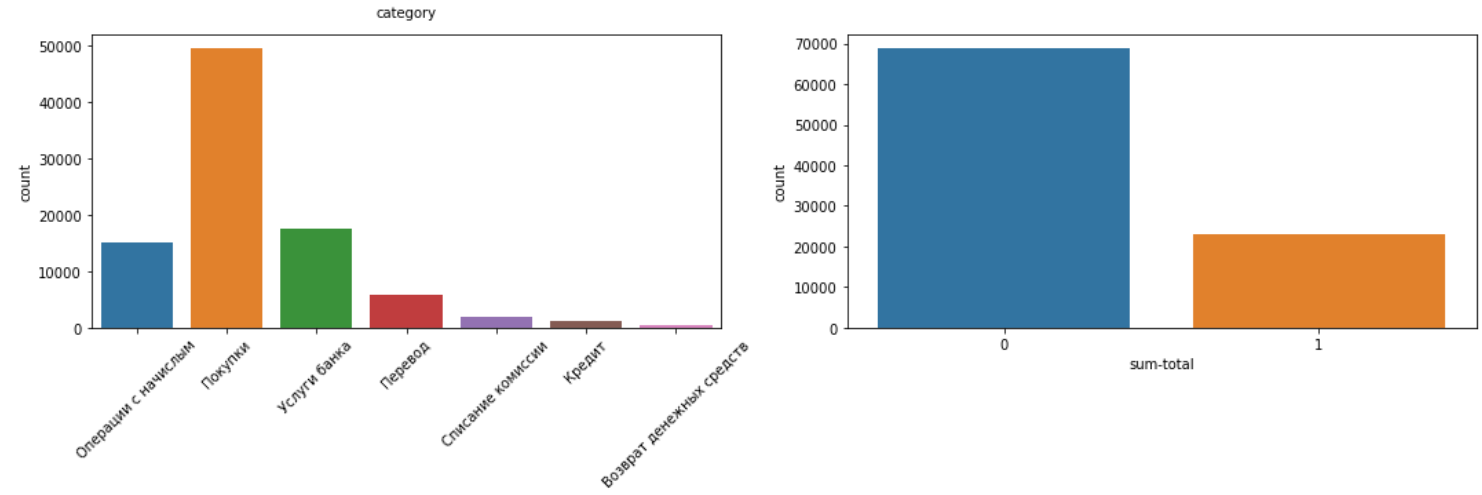 category
count
50000
40000
30000
20000
10000
0
Операции с начислым
Покупки
Услуги банка
Перевод
Списание комиссии
Кредит
Возврат денежных средств
count
70000
60000
50000
40000
30000
20000
10000
0
0
1
sum-total